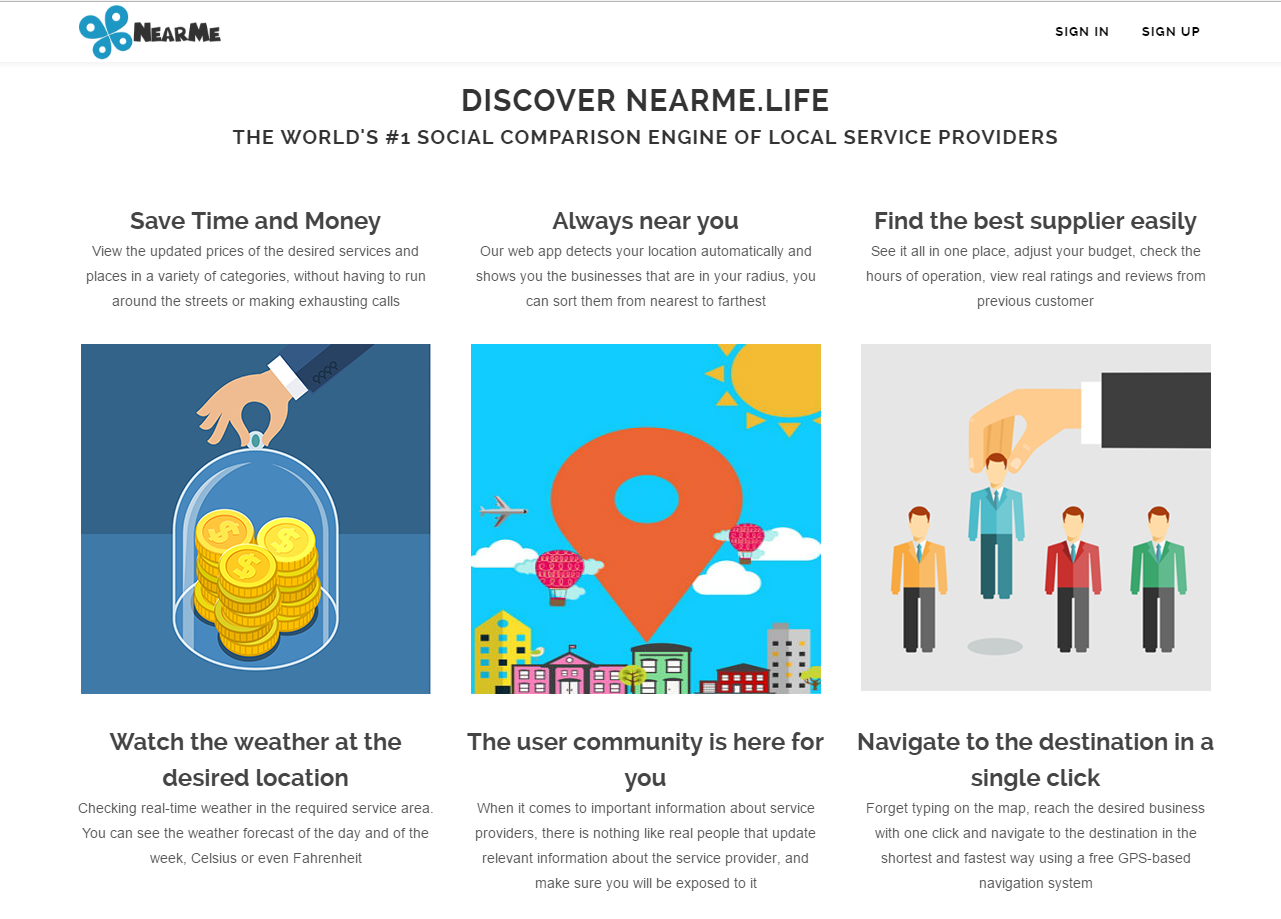 NearMe
SIGN IN
SIGN UP
DISCOVER NEARME.LIFE
THE WORLD'S #1 SOCIAL COMPARISON ENGINE OF LOCAL SERVICE PROVIDERS
Save Time and Money
View the updated prices of the desired services and
places in a variety of categories, without having to run
around the streets or making exhausting calls
Always near you
Our web app detects your location automatically and
shows you the businesses that are in your radius, you
can sort them from nearest to farthest
Find the best supplier easily
See it all in one place, adjust your budget, check the
hours of operation, view real ratings and reviews from
previous customer
$
$
$
Watch the weather at the
desired location
Checking real-time weather in the required service area.
You can see the weather forecast of the day and of the
week, Celsius or even Fahrenheit
The user community is here for
you
When it comes to important information about service
providers, there is nothing like real people that update
relevant information about the service provider, and
make sure you will be exposed to it
Navigate to the destination in a
single click
Forget typing on the map, reach the desired business
with one click and navigate to the destination in the
shortest and fastest way using a free GPS-based
navigation system